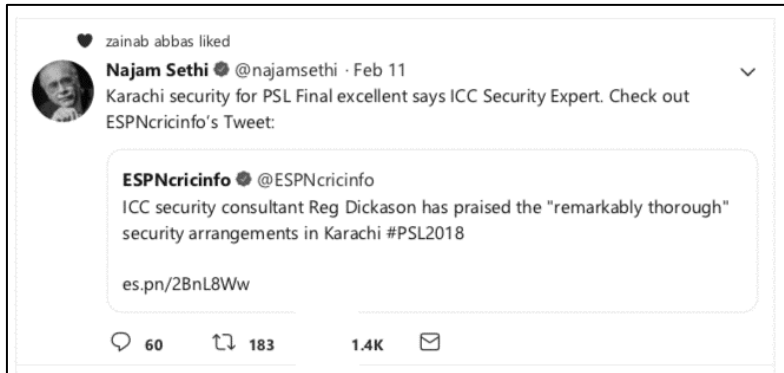 zainab abbas liked
Najam Sethi @najamsethi · Feb 11
Karachi security for PSL Final excellent says ICC Security Expert. Check out
ESPNcricinfo's Tweet:
ESPNcricinfo @ESPNcricinfo
ICC security consultant Reg Dickason has praised the "remarkably thorough"
security arrangements in Karachi #PSL2018
es.pn/2BnL8Ww
60 183 1.4K